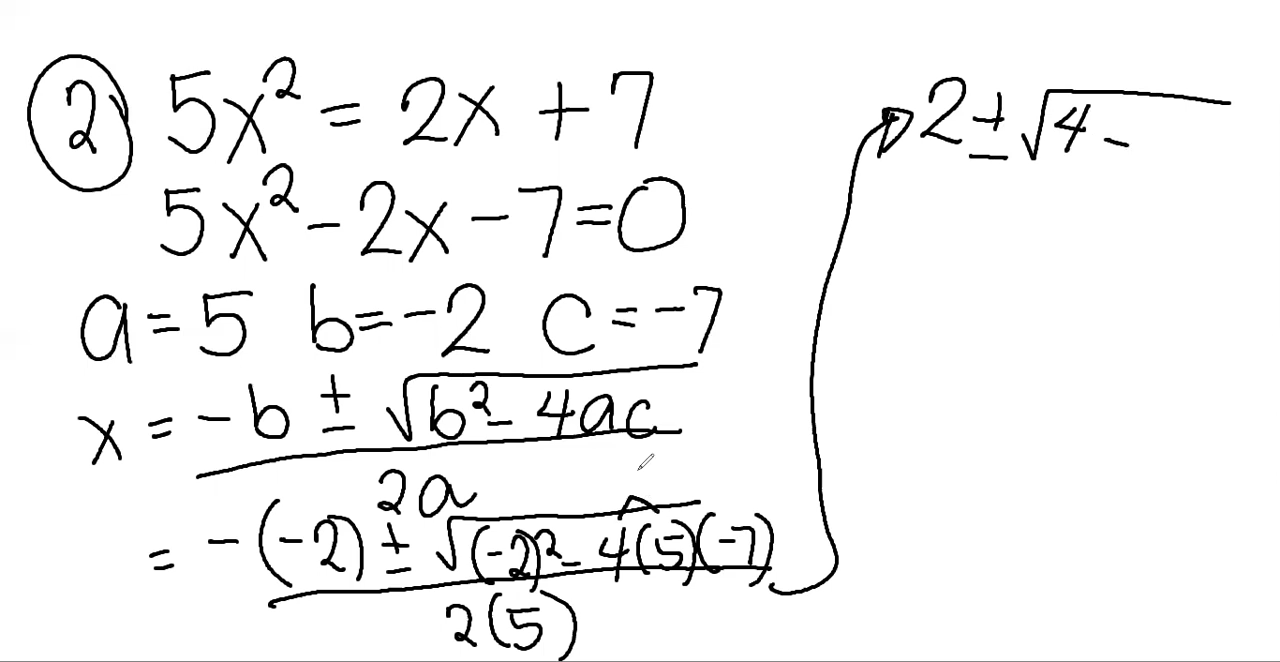 2) 5x² = 2x + 7
5x² - 2x - 7 = 0
a = 5 b = -2 c = -7
x = -b ± √b² - 4ac
2a
= -(-2) ± √(-2)² - 4(5)(-7)
2(5)
2 ± √4 -